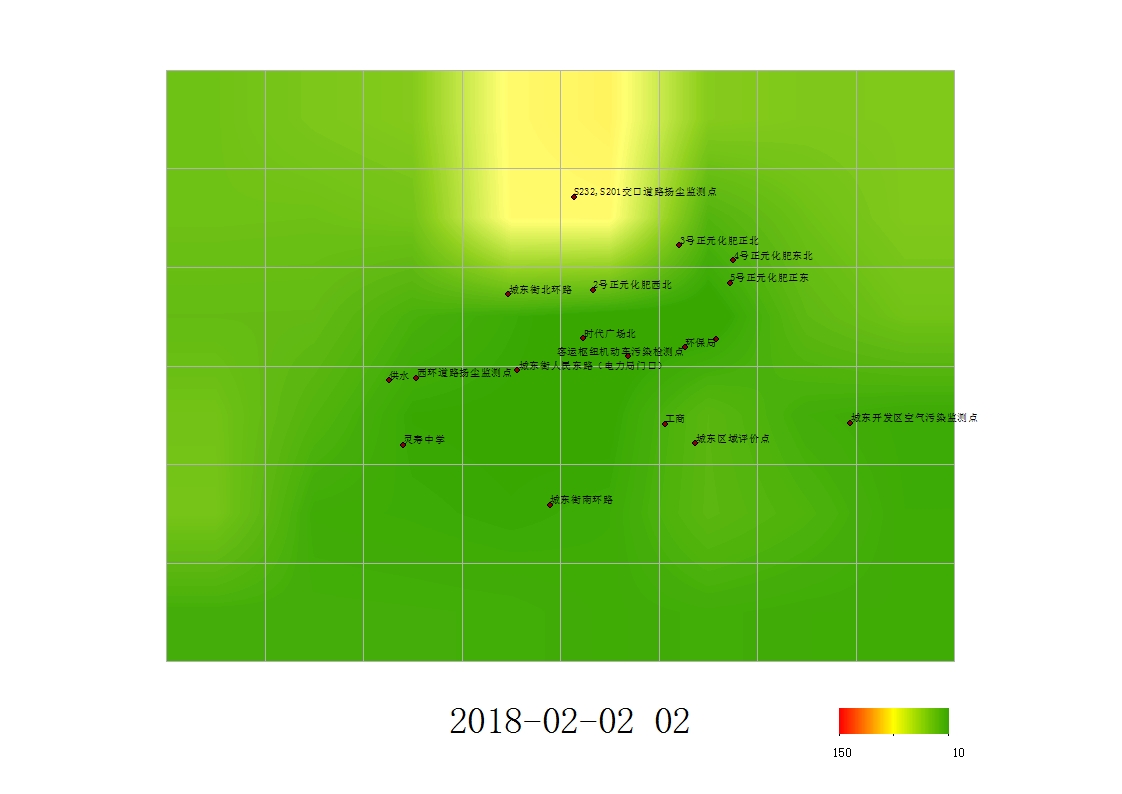 S232,S201交口道路扬尘监测点
3号正元化肥正北
4号正元化肥东北
5号正元化肥正东
城东街北环路
2号正元化肥西北
时代广场北
环保局
客运枢纽机动车污染检测点
城东街人民东路（电力局门口）
供水
西环道路扬尘监测点
工商
城东开发区空气污染监测点
灵寿中学
城东区域评价点
城东街南环路
2018-02-02 02
150
10